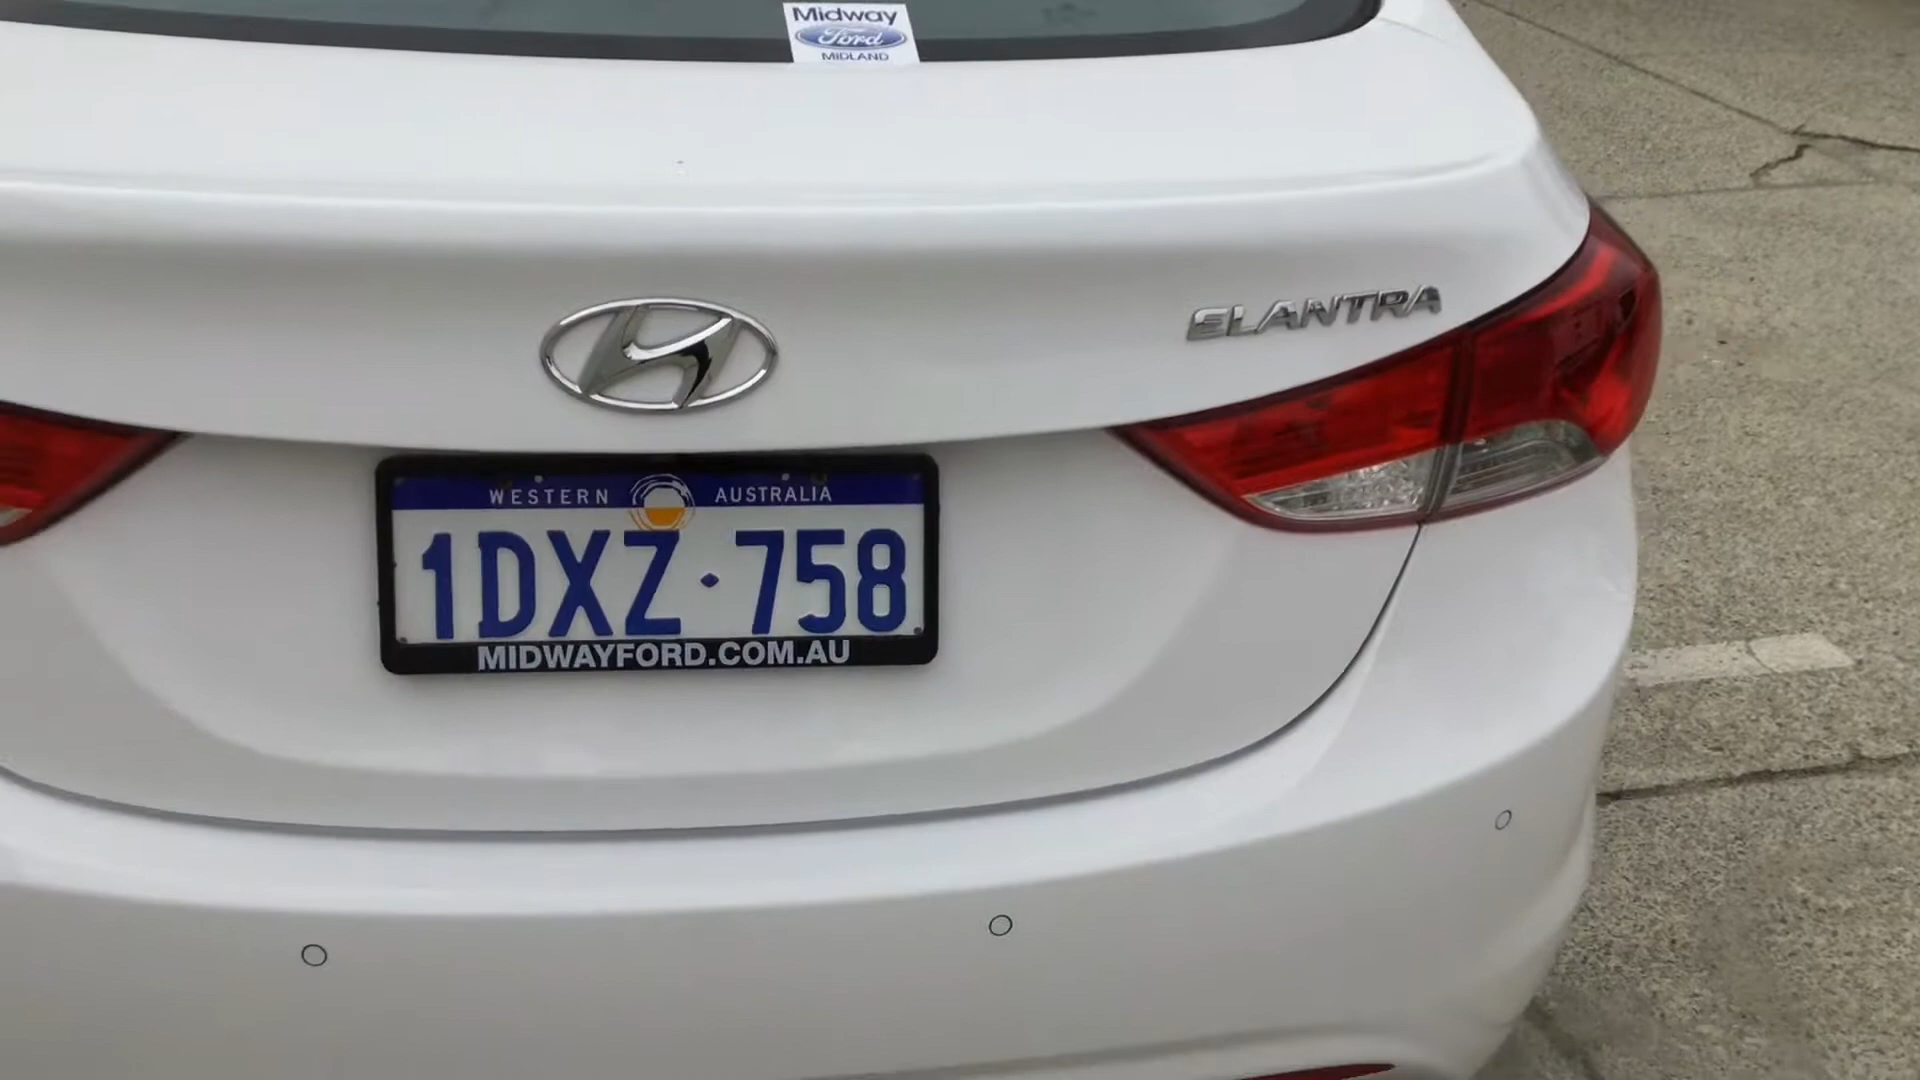 Midway
Ford
MIDLAND
ELANTRA
WESTERN AUSTRALIA
1DXZ·758
MIDWAYFORD.COM.AU